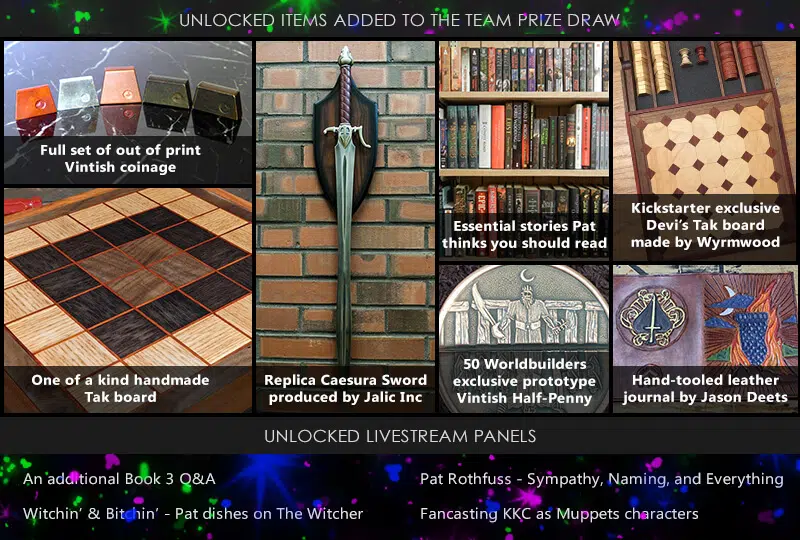 UNLOCKED ITEMS ADDED TO THE TEAM PRIZE DRAW
Full set of out of print
Vintish coinage
One of a kind handmade
Tak board
Replica Caesura Sword
produced by Jalic Inc
Essential stories Pat
thinks you should read
50 Worldbuilders
exclusive prototype
Vintish Half-Penny
Kickstarter exclusive
Devi's Tak board
made by Wyrmwood
Hand-tooled leather
journal by Jason Deets
UNLOCKED LIVESTREAM PANELS
An additional Book 3 Q&A
Witchin' & Bitchin' - Pat dishes on The Witcher
Pat Rothfuss - Sympathy, Naming, and Everything
Fancasting KKC as Muppets characters